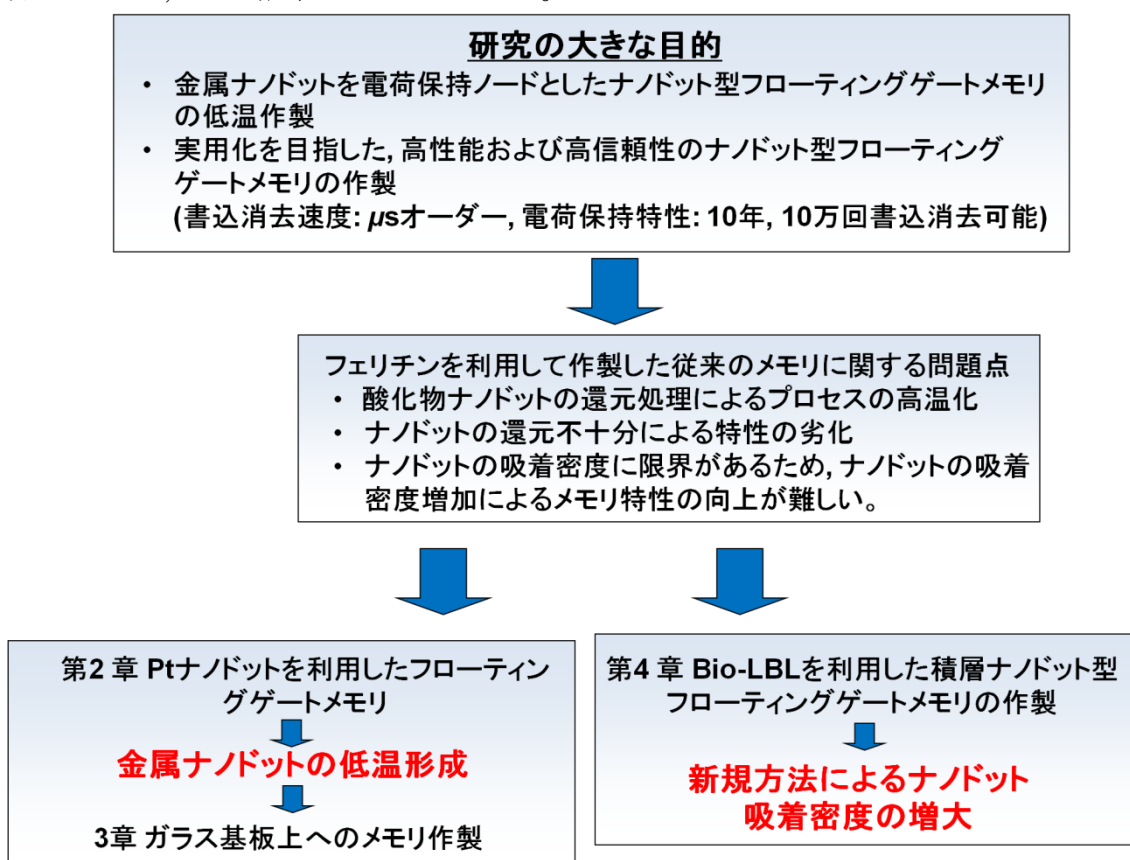 研究の大きな目的
・ 金属ナノドットを電荷保持ノードとしたナノドット型フローティングゲートメモリ
の低温作製
・ 実用化を目指した, 高性能および高信頼性のナノドット型フローティング
ゲートメモリの作製
(書込消去速度: μsオーダー, 電荷保持特性: 10年, 10万回書込消去可能)
フェリチンを利用して作製した従来のメモリに関する問題点
・ 酸化物ナノドットの還元処理によるプロセスの高温化
・ ナノドットの還元不十分による特性の劣化
・ ナノドットの吸着密度に限界があるため, ナノドットの吸着
密度増加によるメモリ特性の向上が難しい。
第2 章 Ptナノドットを利用したフローティン
グゲートメモリ
金属ナノドットの低温形成
3章 ガラス基板上へのメモリ作製
第4 章 Bio-LBLを利用した積層ナノドット型
フローティングゲートメモリの作製
新規方法によるナノドット
吸着密度の増大